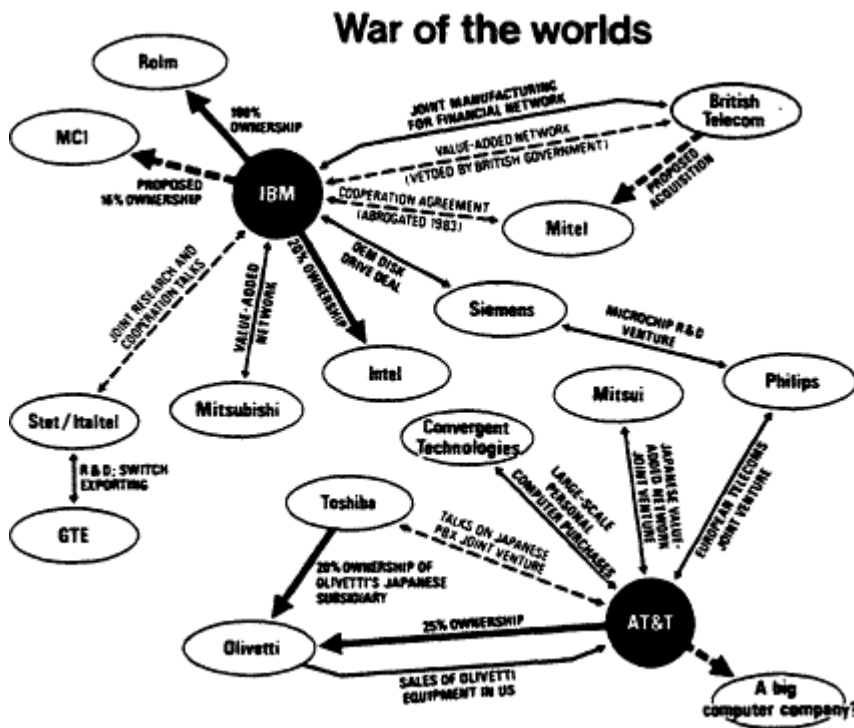 War of the worlds
Rolm
100%
OWNERSHIP
MCI
PROPOSED
16% OWNERSHIP
IBM
JOINT MANUFACTURING
FOR FINANCIAL NETWORK
British
Telecom
VALUE-ADDED NETWORK
(VETOED BY BRITISH GOVERNMENT)
PROPOSED
ACQUISITION
COOPERATION AGREEMENT
(ABROGATED 1983)
Mitel
OEM DISK
DRIVE DEAL
Siemens
20% OWNERSHIP
JOINT RESEARCH AND
COOPERATION TALKS
VALUE-ADDED
NETWORK
MICROCHIP R&D
VENTURE
Intel
Mitsubishi
Mitsui
Philips
Stet/Italtel
Convergent
Technologies
R & D; SWITCH
EXPORTING
GTE
LARGE-SCALE
PERSONAL
COMPUTER PURCHASES
JAPANESE VALUE-
ADDED NETWORK
JOINT VENTURE
EUROPEAN TELECOMS
JOINT VENTURE
Toshiba
TALKS ON JAPANESE
PBX JOINT VENTURE
20% OWNERSHIP OF
OLIVETTI'S JAPANESE
SUBSIDIARY
25% OWNERSHIP
AT&T
Olivetti
SALES OF OLIVETTI
EQUIPMENT IN US
A big
computer company?